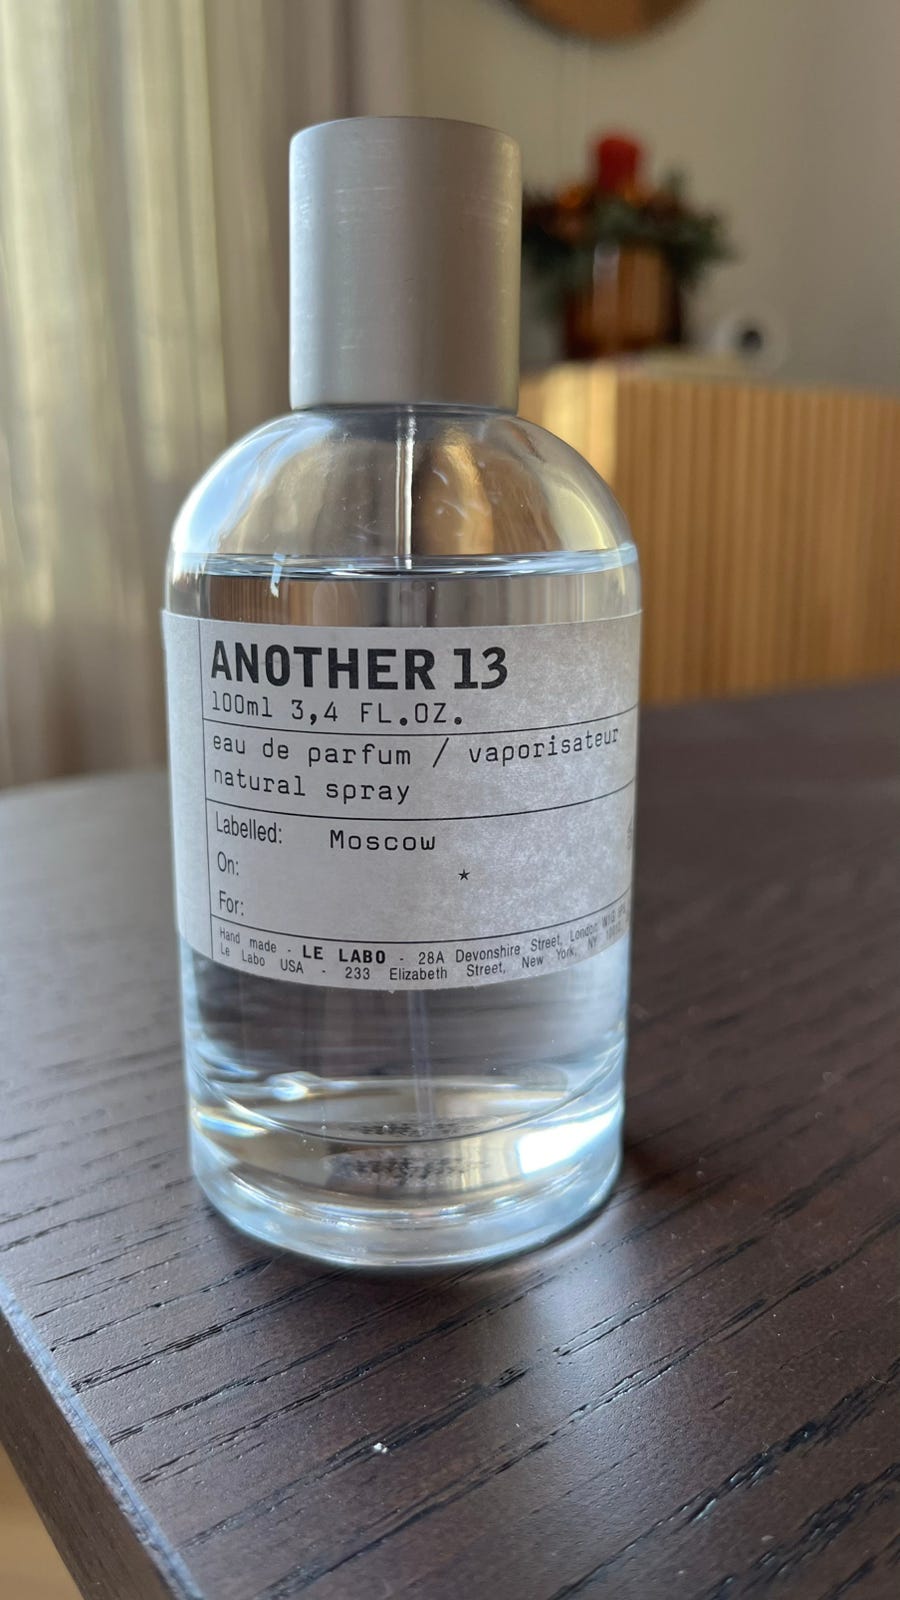 ANOTHER 13
100ml 3,4 FL.OZ.
eau de parfum / vaporisateur
natural spray
Labelled: Moscow
On:
For:
Hand made - LE LABO - 28A Devonshire Street, London
Le Labo USA - 233 Elizabeth Street, New York, NY